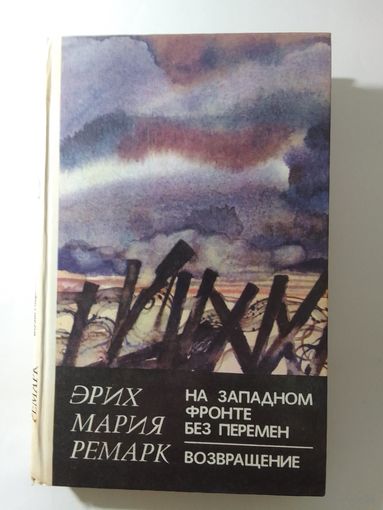 ЭРИХ
МАРИЯ
РЕМАРК
НА ЗАПАДНОМ
ФРОНТЕ
БЕЗ ПЕРЕМЕН
ВОЗВРАЩЕНИЕ